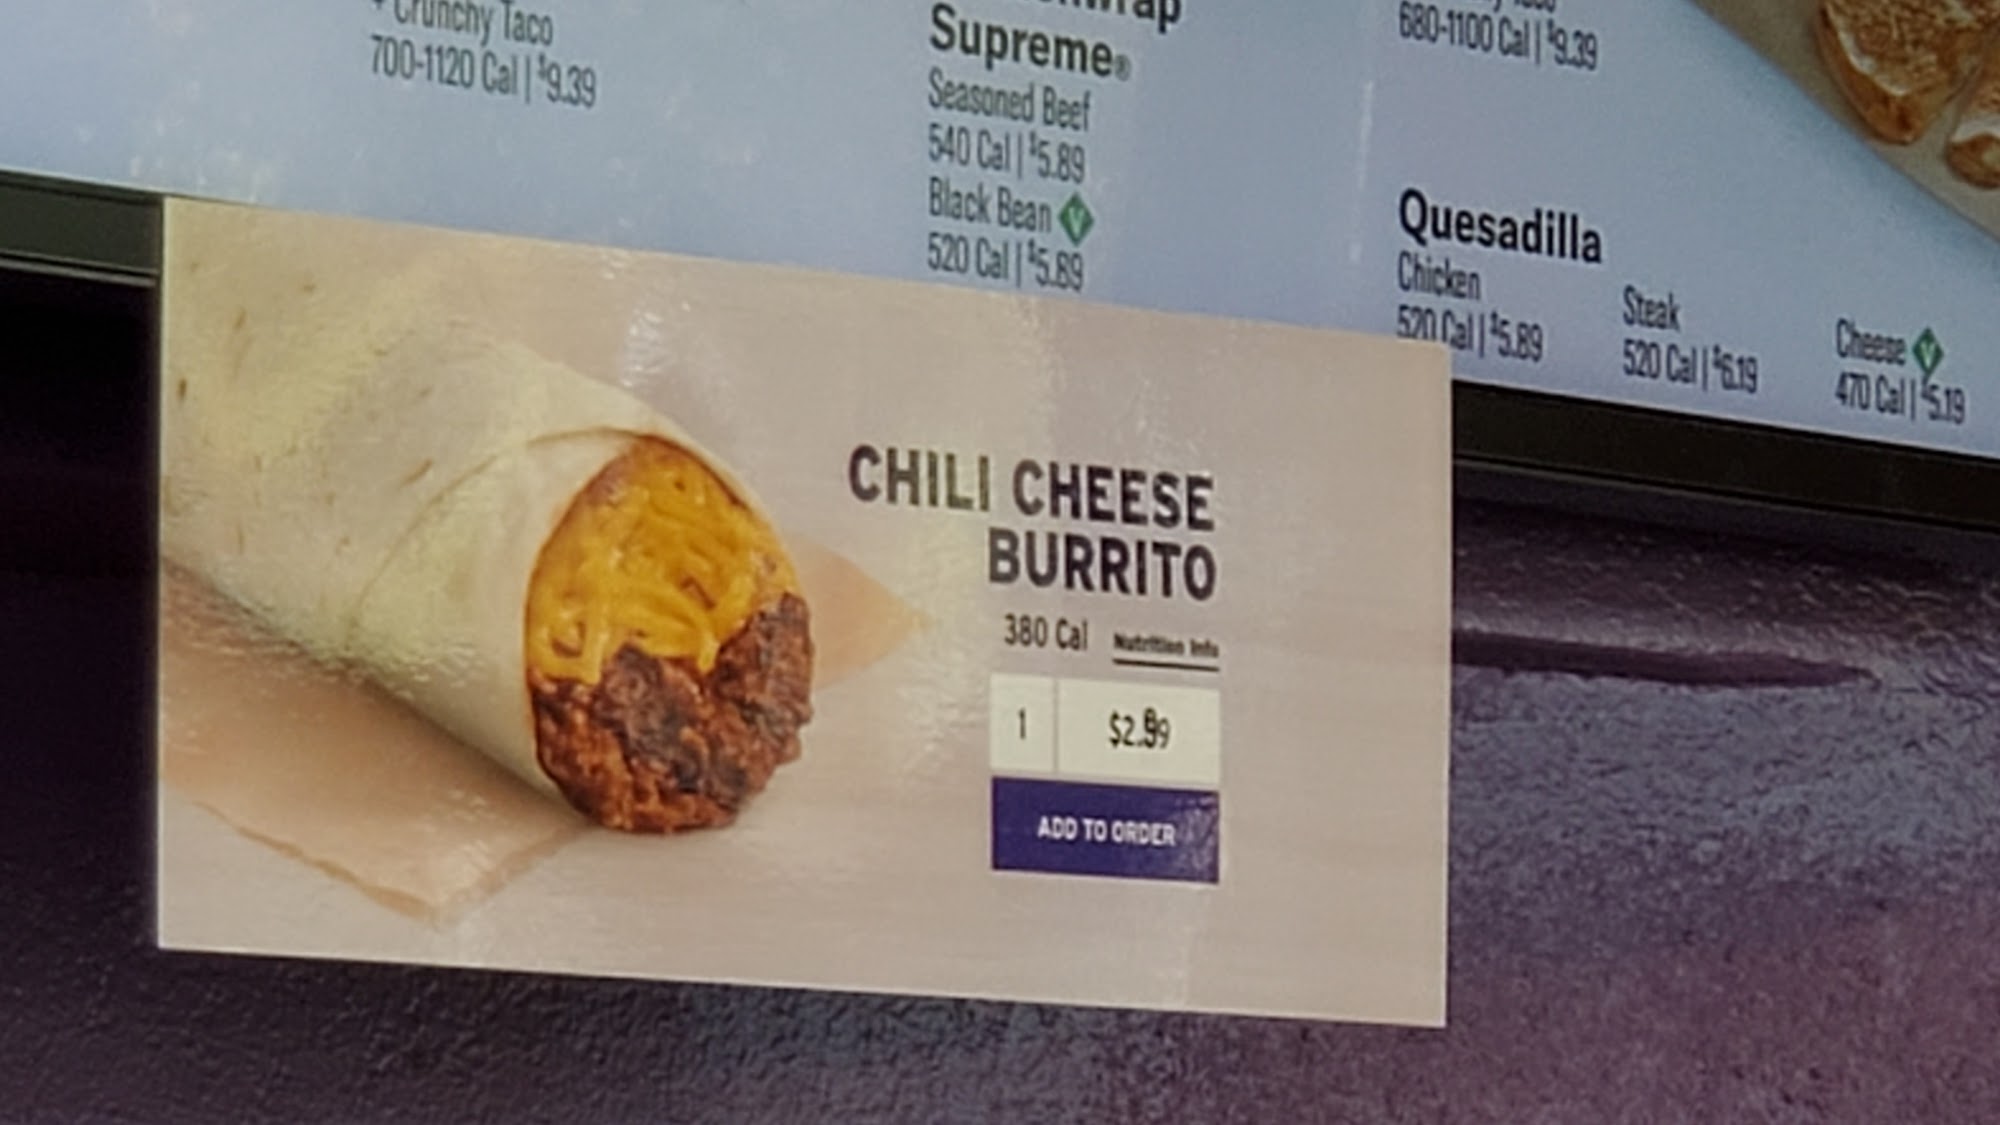 Crunchy Taco
700-1120 Cal | $9.39
Supreme®
Seasoned Beef
540 Cal | $5.89
Black Bean V
520 Cal | $5.89
680-1100 Cal | $9.39
Quesadilla
Chicken
520 Cal | $5.89
Steak
520 Cal | $6.19
Cheese V
470 Cal | $5.19
CHILI CHEESE
BURRITO
380 Cal Nutrition Info
1
ADD TO ORDER